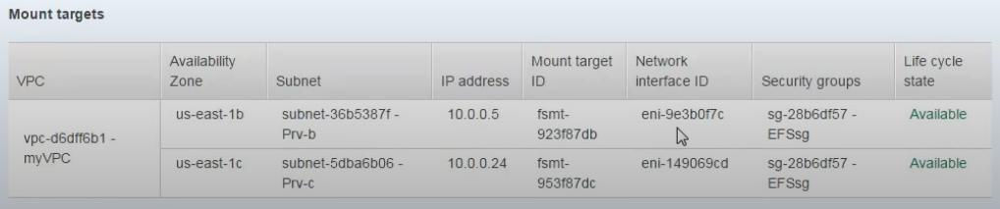 Mount targets
VPC Availability Zone Subnet IP address Mount target ID Network interface ID Security groups Life cycle state
vpc-d6dff6b1 - myVPC us-east-1b subnet-36b5387f - Prv-b 10.0.0.5 fsmt-923f87db eni-9e3b0f7c sg-28b6df57 - EFSsg Available
us-east-1c subnet-5dba6b06 - Prv-c 10.0.0.24 fsmt-953f87dc eni-149069cd sg-28b6df57 - EFSsg Available